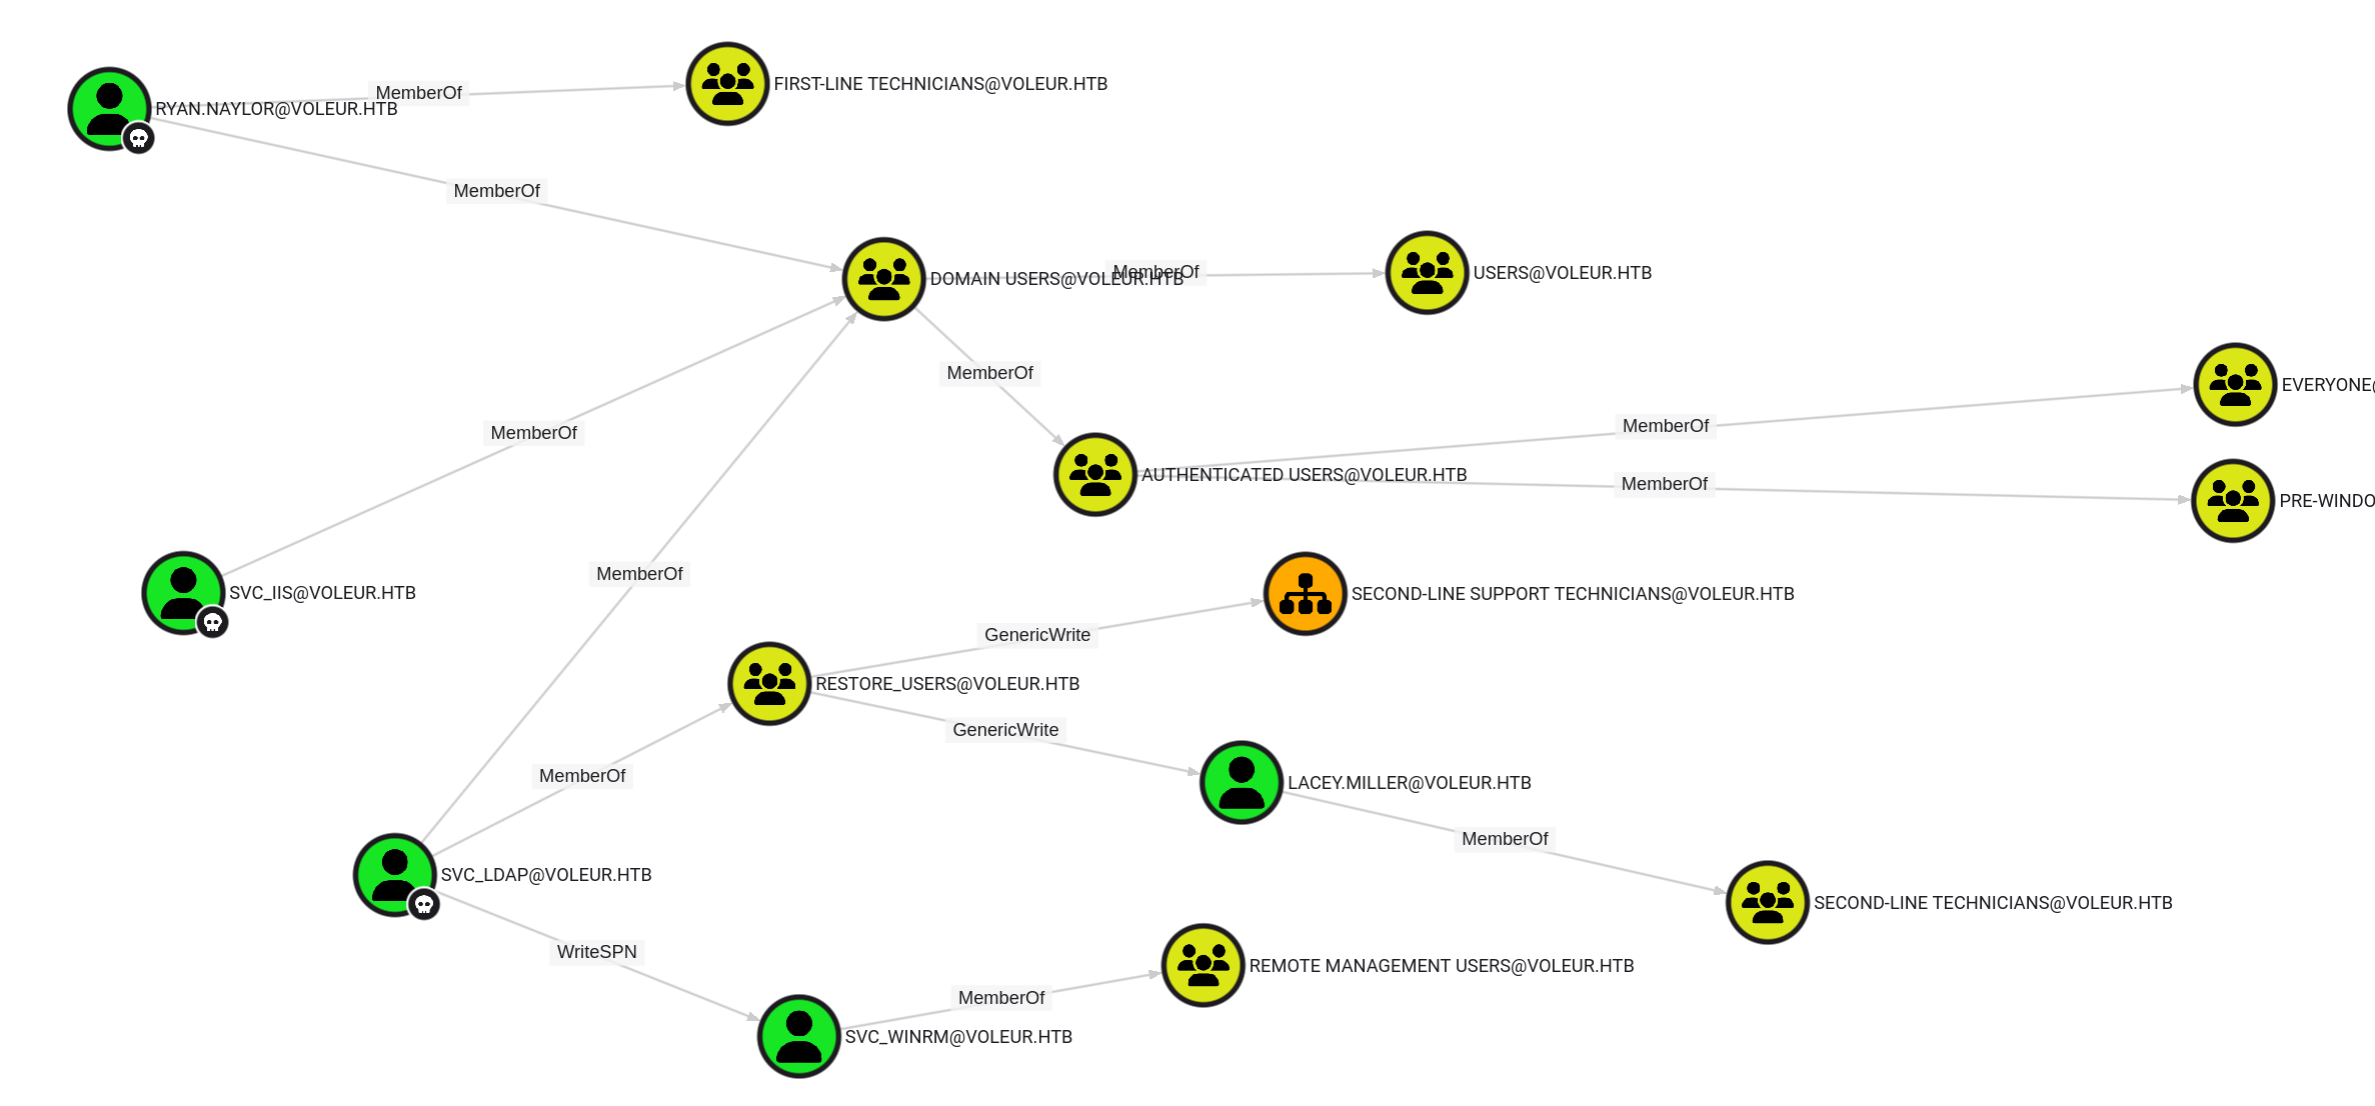 MemberOf
FIRST-LINE TECHNICIANS@VOLEUR.HTB
RYAN.NAYLOR@VOLEUR.HTB
MemberOf
DOMAIN USERS@VOLEUR.HTB
MemberOf
USERS@VOLEUR.HTB
MemberOf
EVERYONE@
MemberOf
MemberOf
AUTHENTICATED USERS@VOLEUR.HTB
MemberOf
PRE-WINDO
MemberOf
SVC_IIS@VOLEUR.HTB
SECOND-LINE SUPPORT TECHNICIANS@VOLEUR.HTB
GenericWrite
RESTORE_USERS@VOLEUR.HTB
GenericWrite
MemberOf
LACEY.MILLER@VOLEUR.HTB
MemberOf
SVC_LDAP@VOLEUR.HTB
SECOND-LINE TECHNICIANS@VOLEUR.HTB
WriteSPN
REMOTE MANAGEMENT USERS@VOLEUR.HTB
MemberOf
SVC_WINRM@VOLEUR.HTB